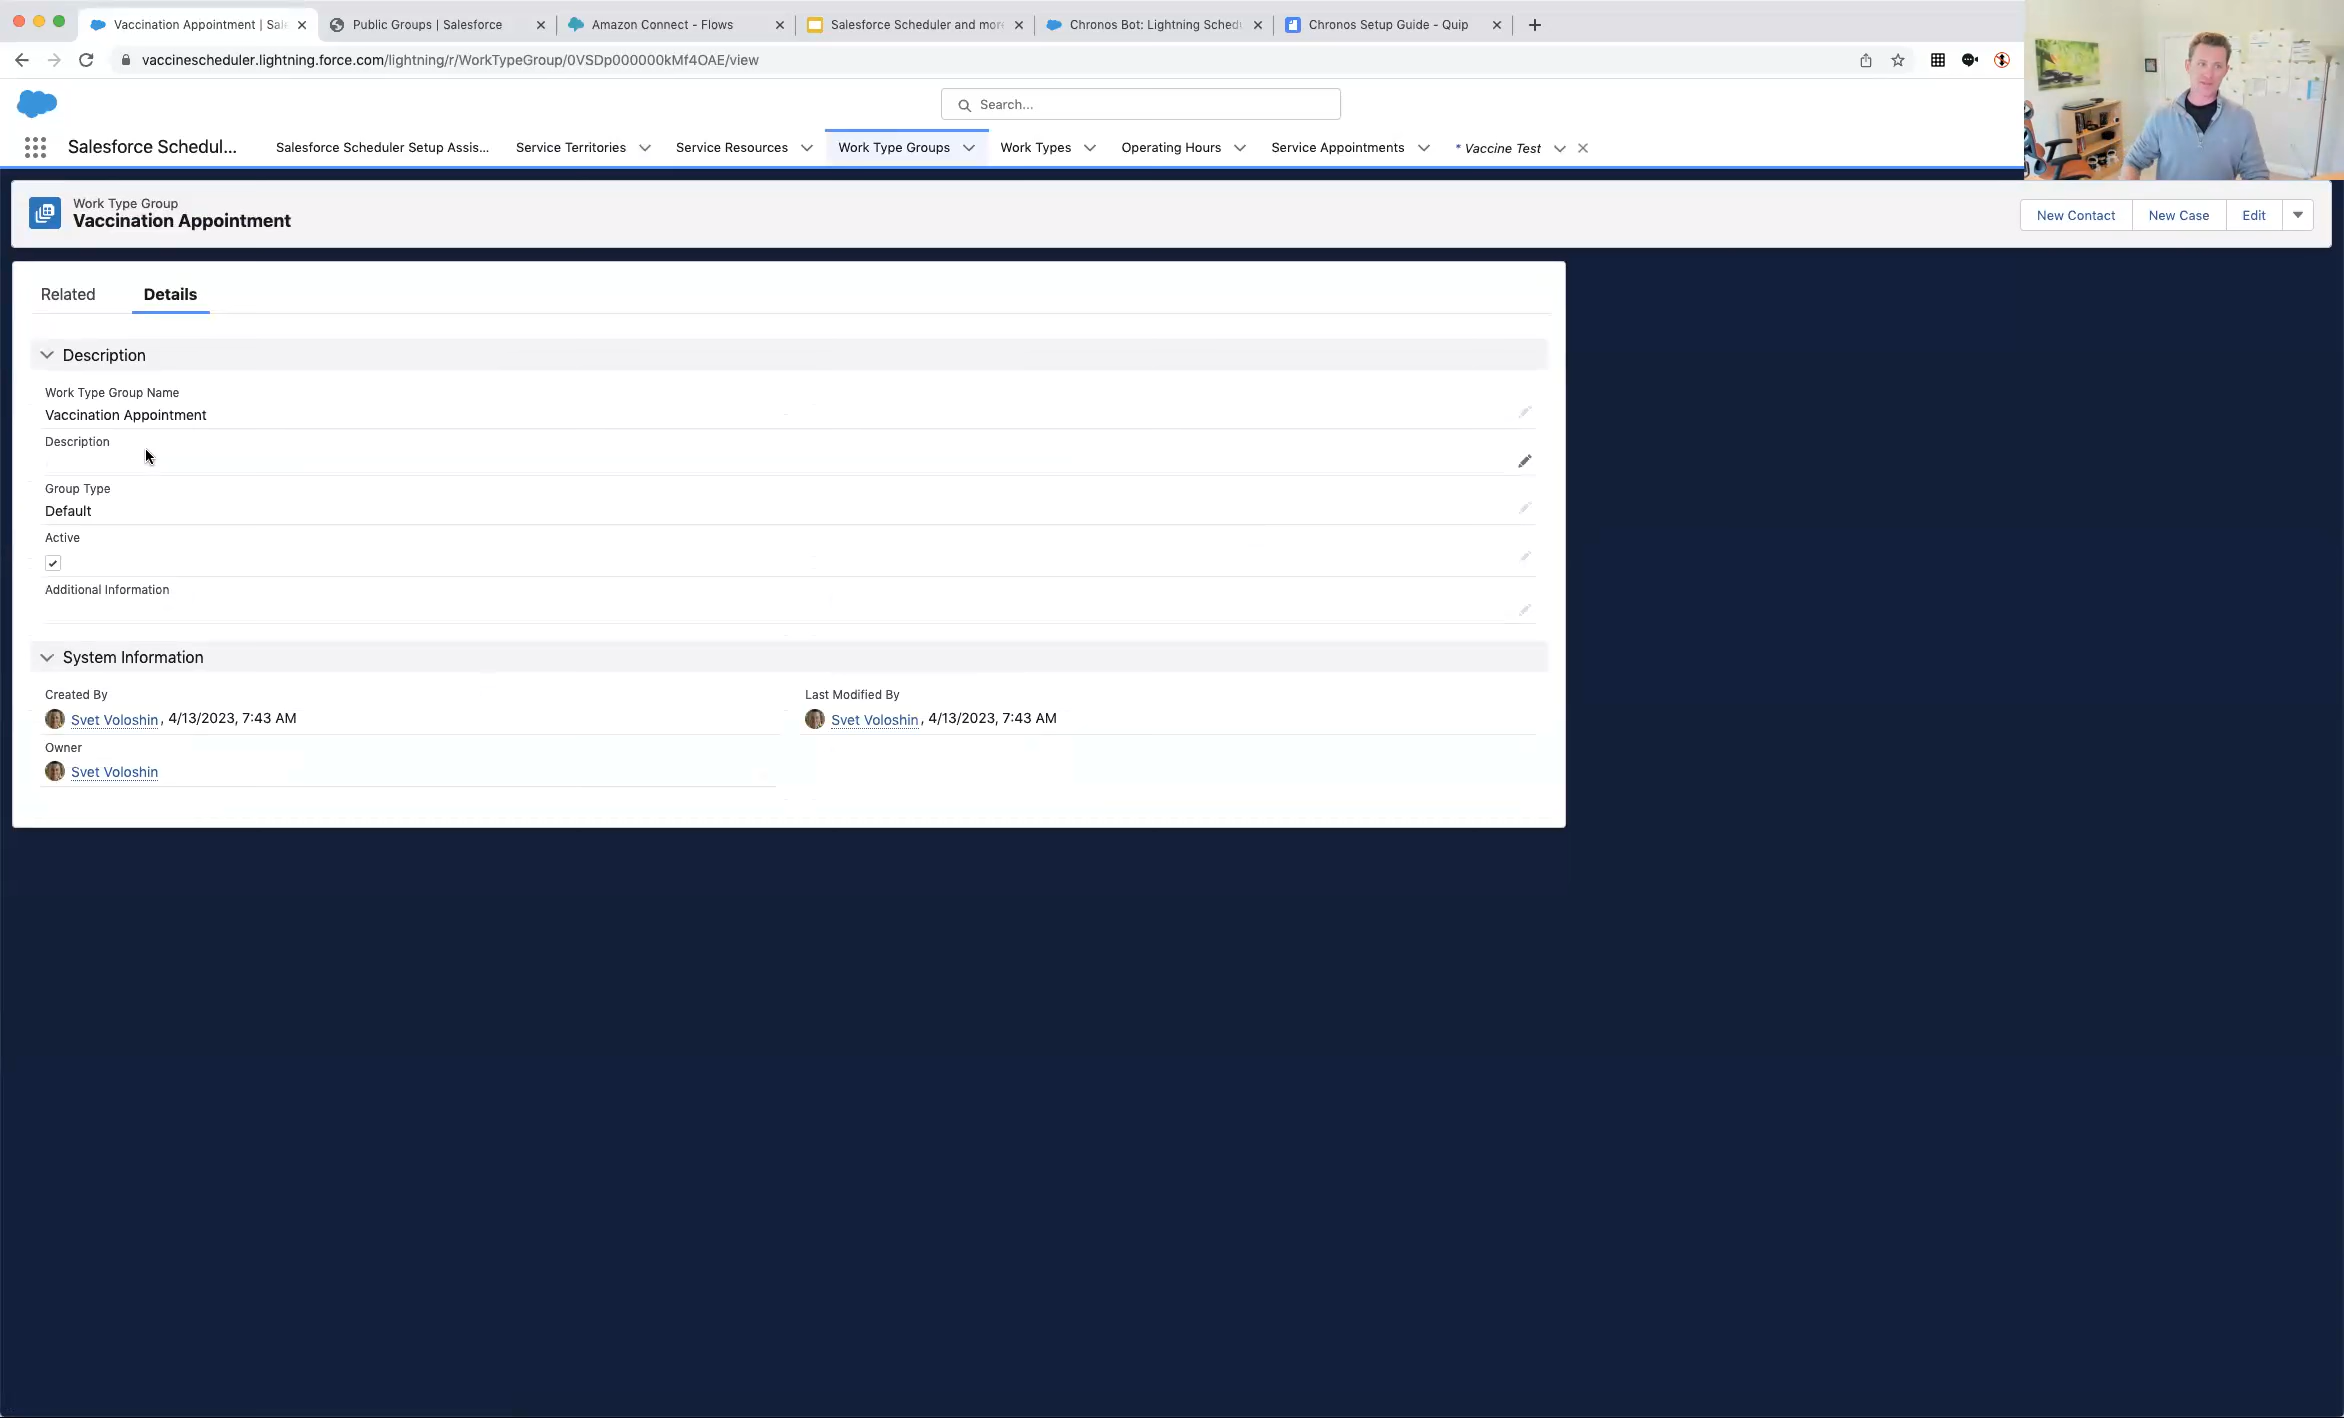 Vaccination Appointment | Sal
Public Groups | Salesforce
Amazon Connect - Flows
Salesforce Scheduler and mor
Chronos Bot: Lightning Schedu
Chronos Setup Guide - Quip
vaccinescheduler.lightning.force.com/lightning/r/WorkTypeGroup/0VSDp000000kMf4OAE/view
Search...
Salesforce Schedul...
Salesforce Scheduler Setup Assis...
Service Territories
Service Resources
Work Type Groups
Work Types
Operating Hours
Service Appointments
* Vaccine Test
Work Type Group
Vaccination Appointment
New Contact
New Case
Edit
Related
Details
Description
Work Type Group Name
Vaccination Appointment
Description
Group Type
Default
Active
Additional Information
System Information
Created By
Svet Voloshin, 4/13/2023, 7:43 AM
Last Modified By
Svet Voloshin, 4/13/2023, 7:43 AM
Owner
Svet Voloshin